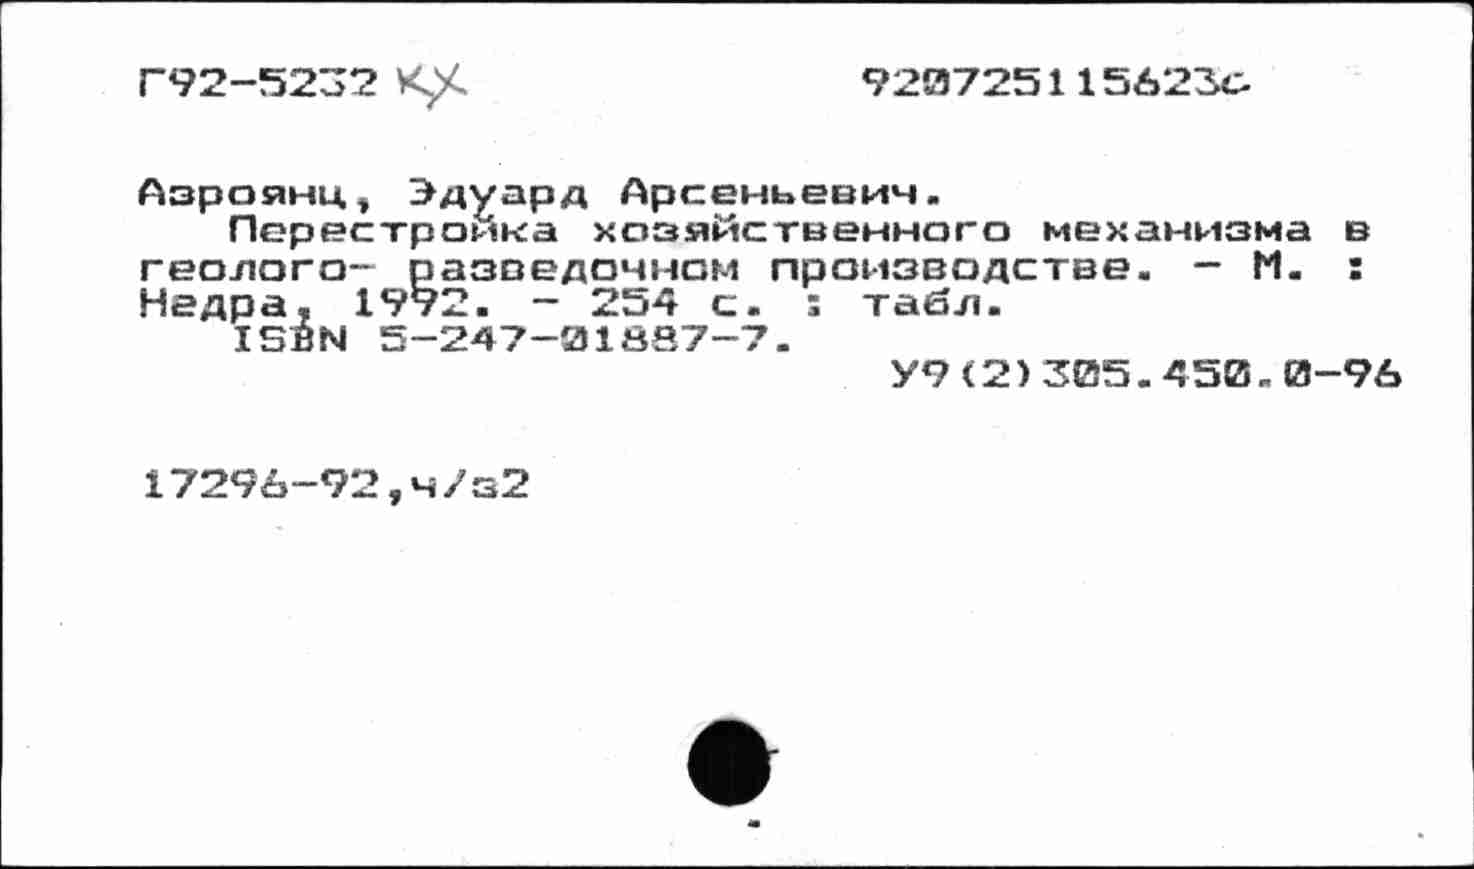 Г92-5232 КХ 920725115623с
Аэроянц, Эдуард Арсеньевич.
Перестройка хозяйственного механизма в
геолого- разведочном производстве. - М. :
Недра, 1992. - 254 с. ; табл.
ISBN 5-247-01887-7.
У9(2)305.450.0-96
17296-92,ч/з2